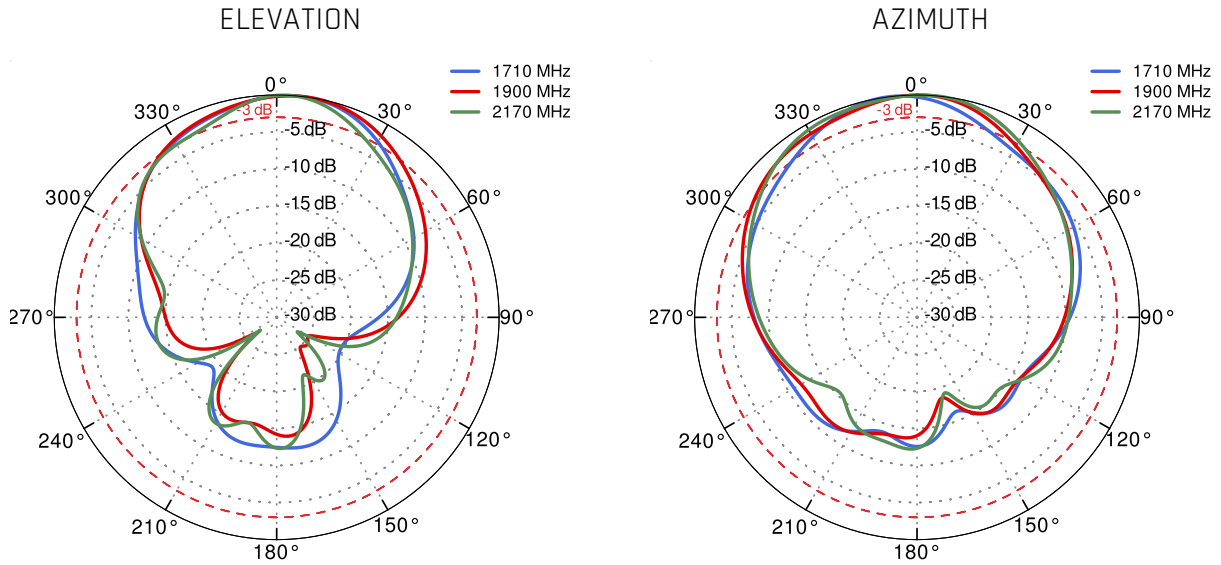 ELEVATION
1710 MHz
1900 MHz
2170 MHz
0°
30°
60°
90°
120°
150°
180°
210°
240°
270°
300°
330°
-3 dB
-5 dB
-10 dB
-15 dB
-20 dB
-25 dB
-30 dB
AZIMUTH
1710 MHz
1900 MHz
2170 MHz
0°
30°
60°
90°
120°
150°
180°
210°
240°
270°
300°
330°
-3 dB
-5 dB
-10 dB
-15 dB
-20 dB
-25 dB
-30 dB